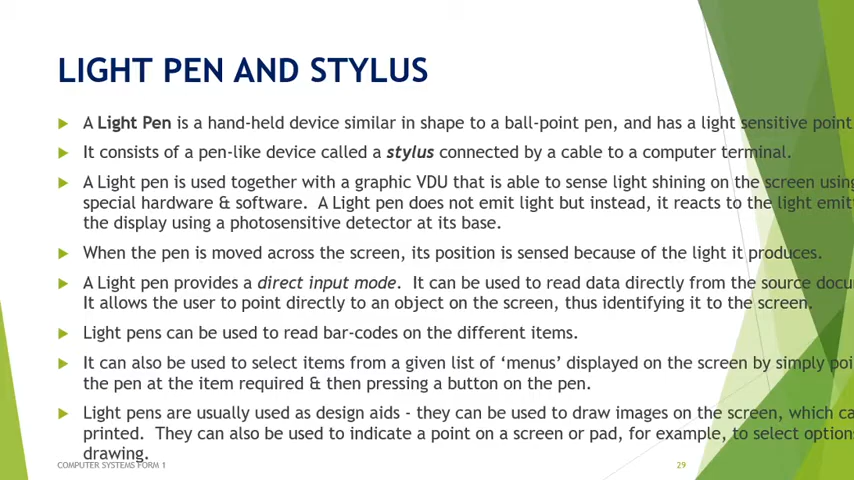 LIGHT PEN AND STYLUS
A Light Pen is a hand-held device similar in shape to a ball-point pen, and has a light sensitive point
It consists of a pen-like device called a stylus connected by a cable to a computer terminal.
A Light pen is used together with a graphic VDU that is able to sense light shining on the screen using
special hardware & software. A Light pen does not emit light but instead, it reacts to the light
the display using a photosensitive detector at its base.
When the pen is moved across the screen, its position is sensed because of the light it produces.
A Light pen provides a direct input mode. It can be used to read data directly from the source
It allows the user to point directly to an object on the screen, thus identifying it to the screen.
Light pens can be used to read bar-codes on the different items.
It can also be used to select items from a given list of ‘menus’ displayed on the screen by simply
the pen at the item required & then pressing a button on the pen.
Light pens are usually used as design aids - they can be used to draw images on the screen, which
printed. They can also be used to indicate a point on a screen or pad, for example, to select
drawing.
COMPUTER SYSTEMS FORM 1
29